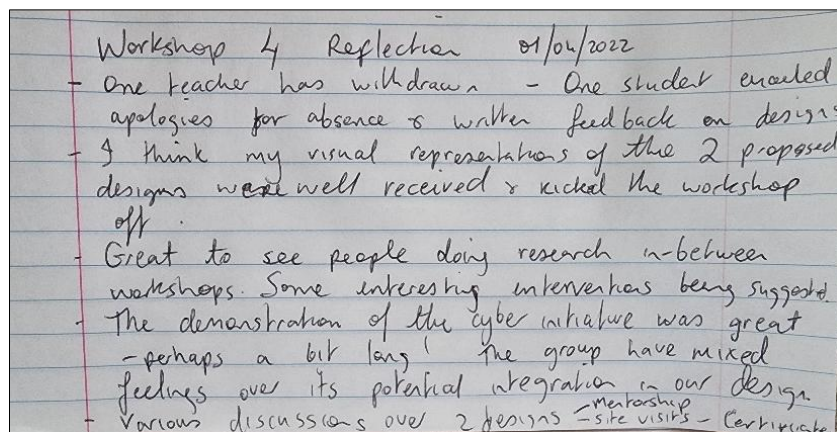 Workshop 4 Reflection 01/04/2022
- One teacher has withdrawn - One student emailed
apologies for absence & written feedback on designs
- I think my visual representations of the 2 proposed
designs were well received & kicked the workshop
off.
- Great to see people doing research in-between
workshops. Some interesting interventions being suggested
- The demonstration of the cyber initiative was great
- perhaps a bit long! The group have mixed
feelings over its potential integration in our design.
- Various discussions over 2 designs - mentorship
- site visits - Certificate